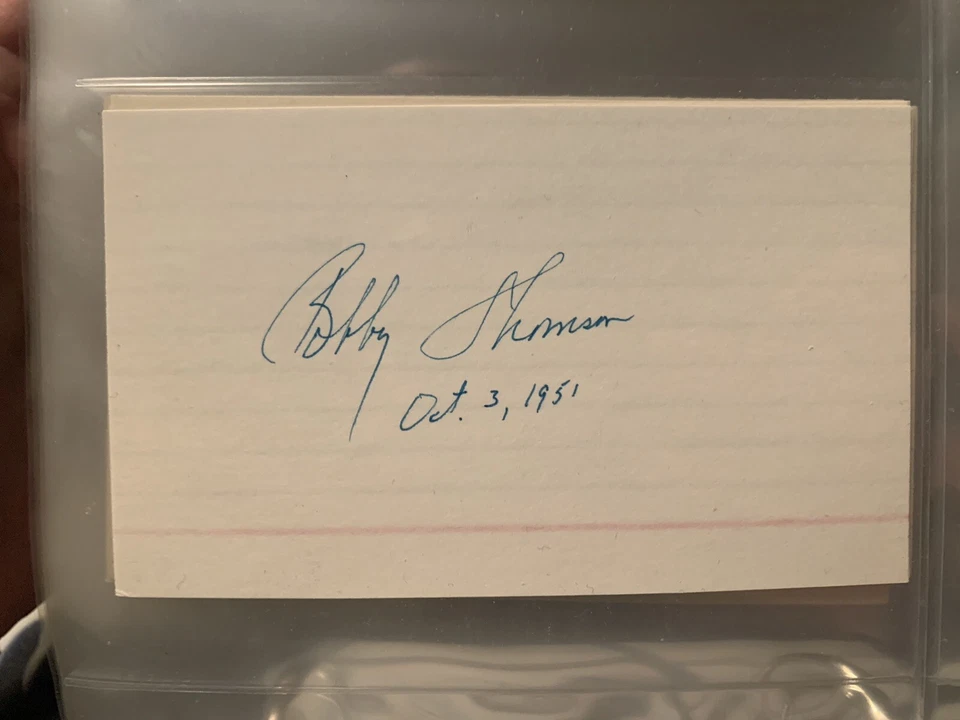 Bobby Thomson
Oct. 3, 1951